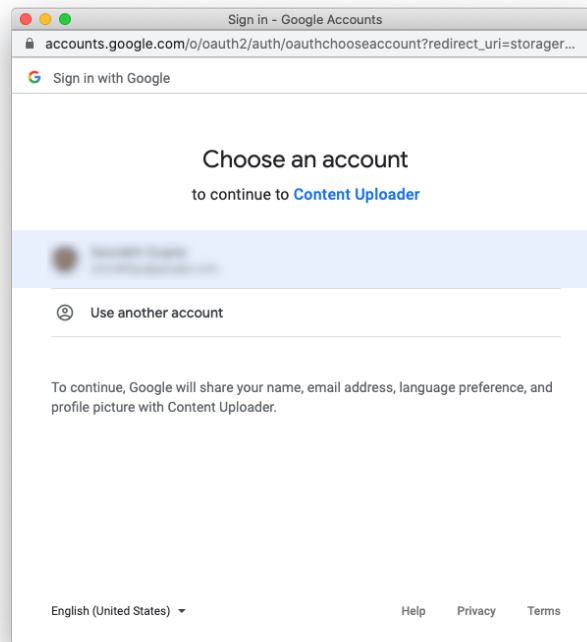 Sign in - Google Accounts
accounts.google.com/o/oauth2/auth/oauthchooseaccount?redirect_uri=storager...
Sign in with Google
Choose an account
to continue to Content Uploader
Use another account
To continue, Google will share your name, email address, language preference, and
profile picture with Content Uploader.
English (United States)
Help Privacy Terms